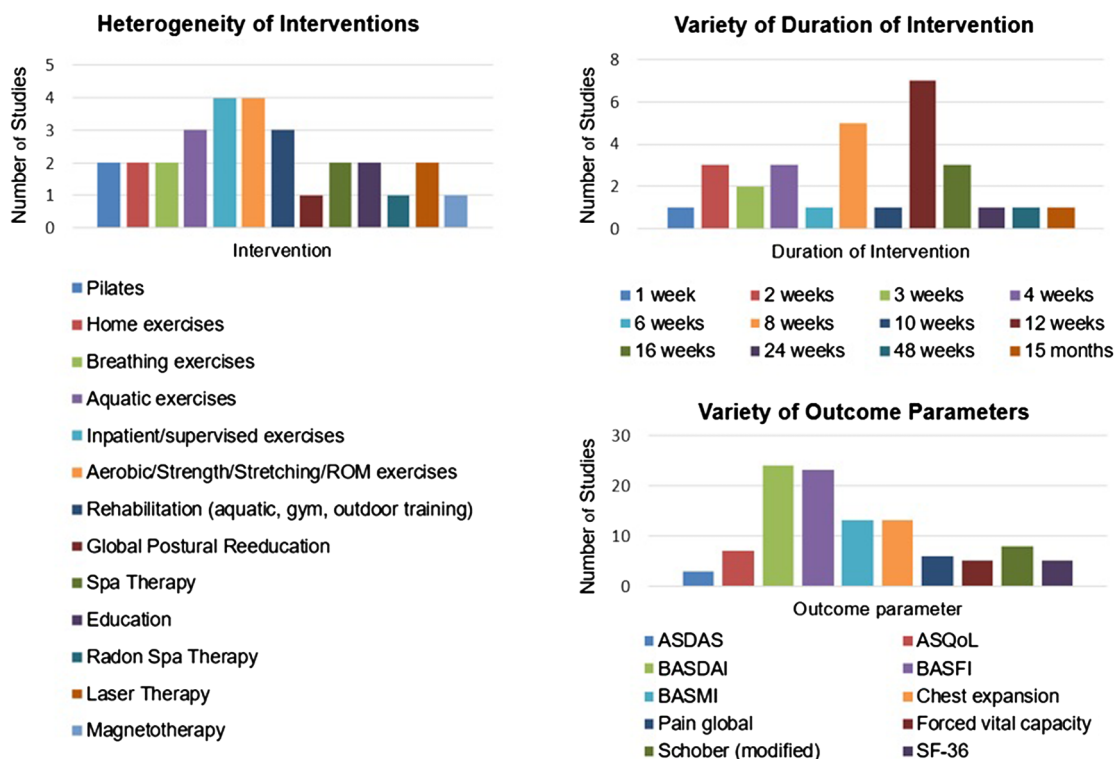 Heterogeneity of Interventions
Number of Studies
5
4
3
2
1
0
Intervention
Pilates
Home exercises
Breathing exercises
Aquatic exercises
Inpatient/supervised exercises
Aerobic/Strength/Stretching/ROM exercises
Rehabilitation (aquatic, gym, outdoor training)
Global Postural Reeducation
Spa Therapy
Education
Radon Spa Therapy
Laser Therapy
Magnetotherapy
Variety of Duration of Intervention
Number of Studies
8
6
4
2
0
Duration of Intervention
1 week 2 weeks 3 weeks 4 weeks
6 weeks 8 weeks 10 weeks 12 weeks
16 weeks 24 weeks 48 weeks 15 months
Variety of Outcome Parameters
Number of Studies
30
20
10
0
Outcome parameter
ASDAS ASQoL
BASDAI BASFI
BASMI Chest expansion
Pain global Forced vital capacity
Schober (modified) SF-36